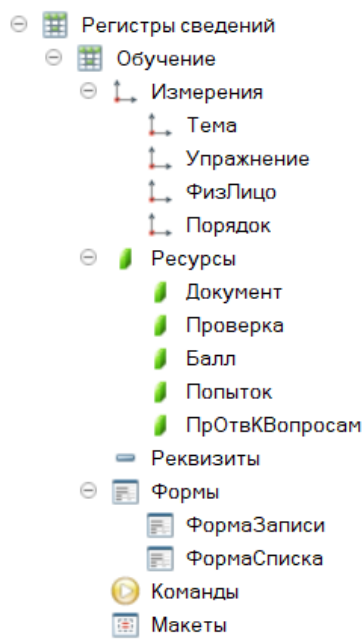 Регистры сведений
Обучение
Измерения
Тема
Упражнение
ФизЛицо
Порядок
Ресурсы
Документ
Проверка
Балл
Попыток
ПрОтвКВопросам
Реквизиты
Формы
ФормаЗаписи
ФормаСписка
Команды
Макеты